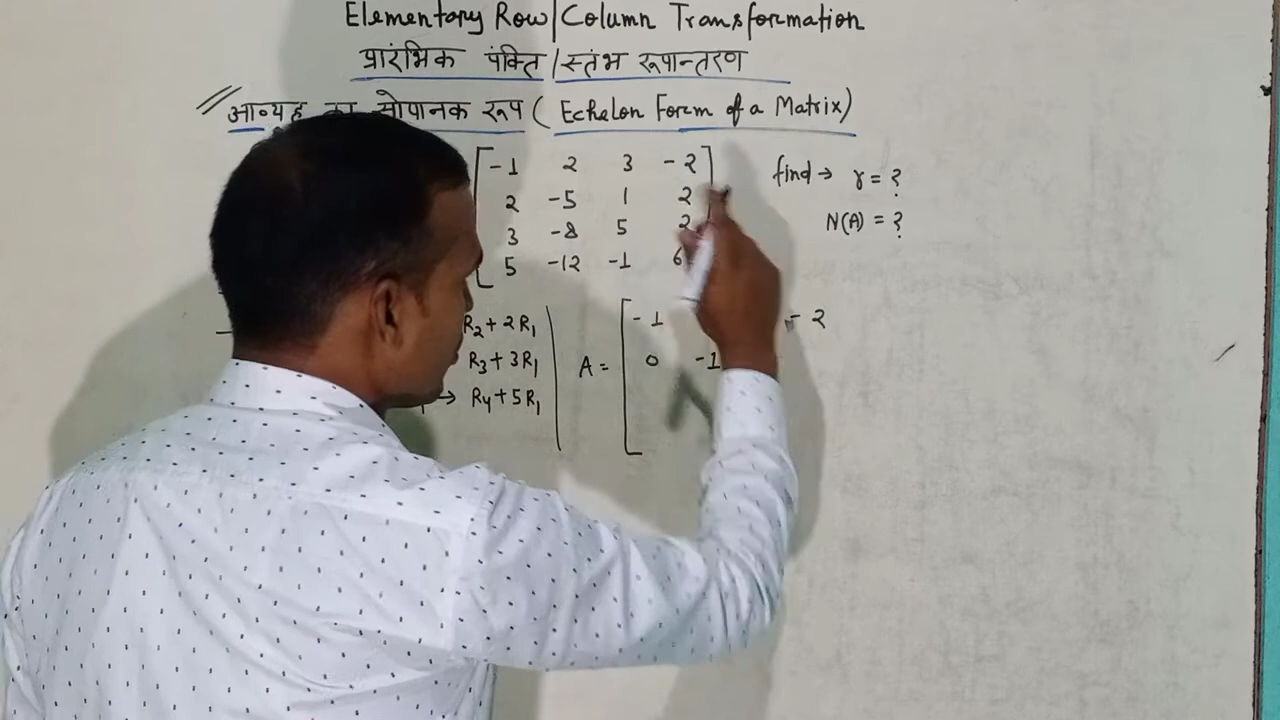 Elementary Row/Column Transformation
प्रारंभिक पंक्ति/स्तंभ रूपान्तरण
आव्यूह का सोपानक रूप (Echelon Form of a Matrix)
-1 2 3 -2
2 -5 1 2
3 -8 5 2
5 -12 -1 6
find→ r = ?
N(A) = ?
R₂ + 2R₁
R₃ + 3R₁
→ R₄ + 5R₁
A =
-1 - 2
0 -1